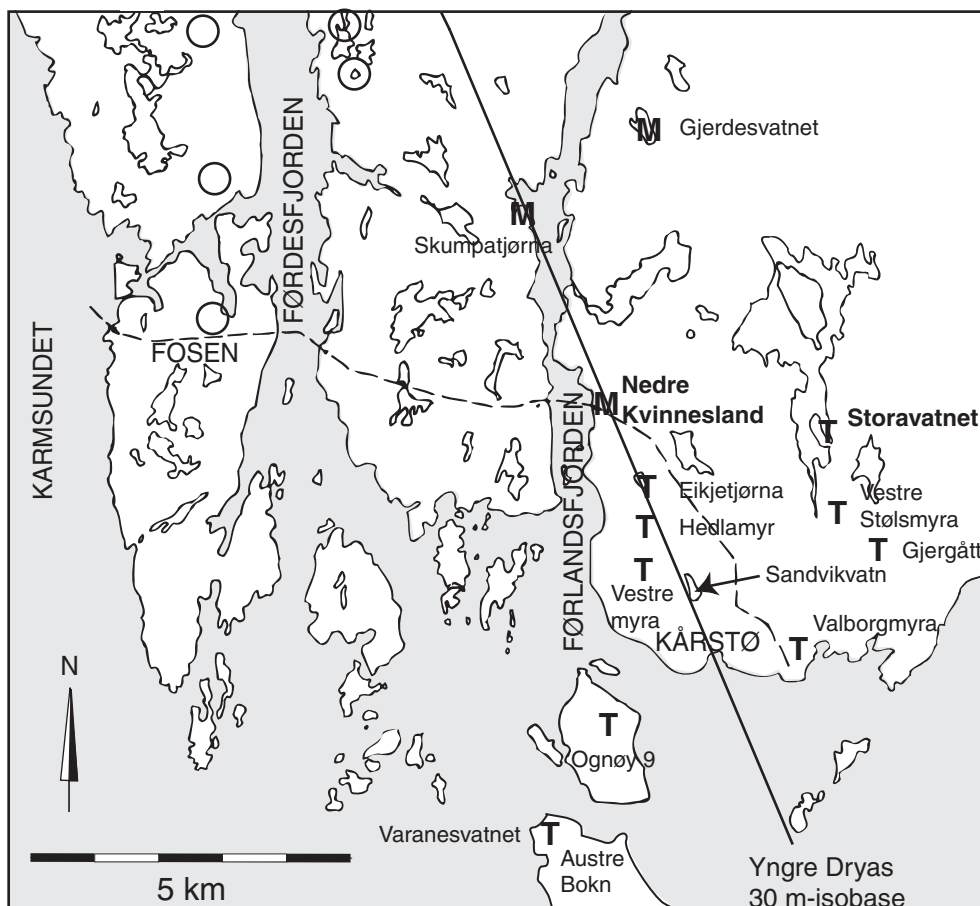 M Gjerdesvatnet
M
Skumpatjørna
FØRDESFJORDEN
KARMSUNDET
FOSEN
M Nedre
Kvinnesland
T Storavatnet
FØRLANDSFJORDEN
T Eikjetjørna
T Vestre
Stølsmyra
T Hedlamyr
T Gjergått
T
Vestre
myra
Sandvikvatn
KÅRSTØ
T Valborgmyra
N
T
Ognøy 9
Varanesvatnet T
Austre
Bokn
5 km
Yngre Dryas
30 m-isobase